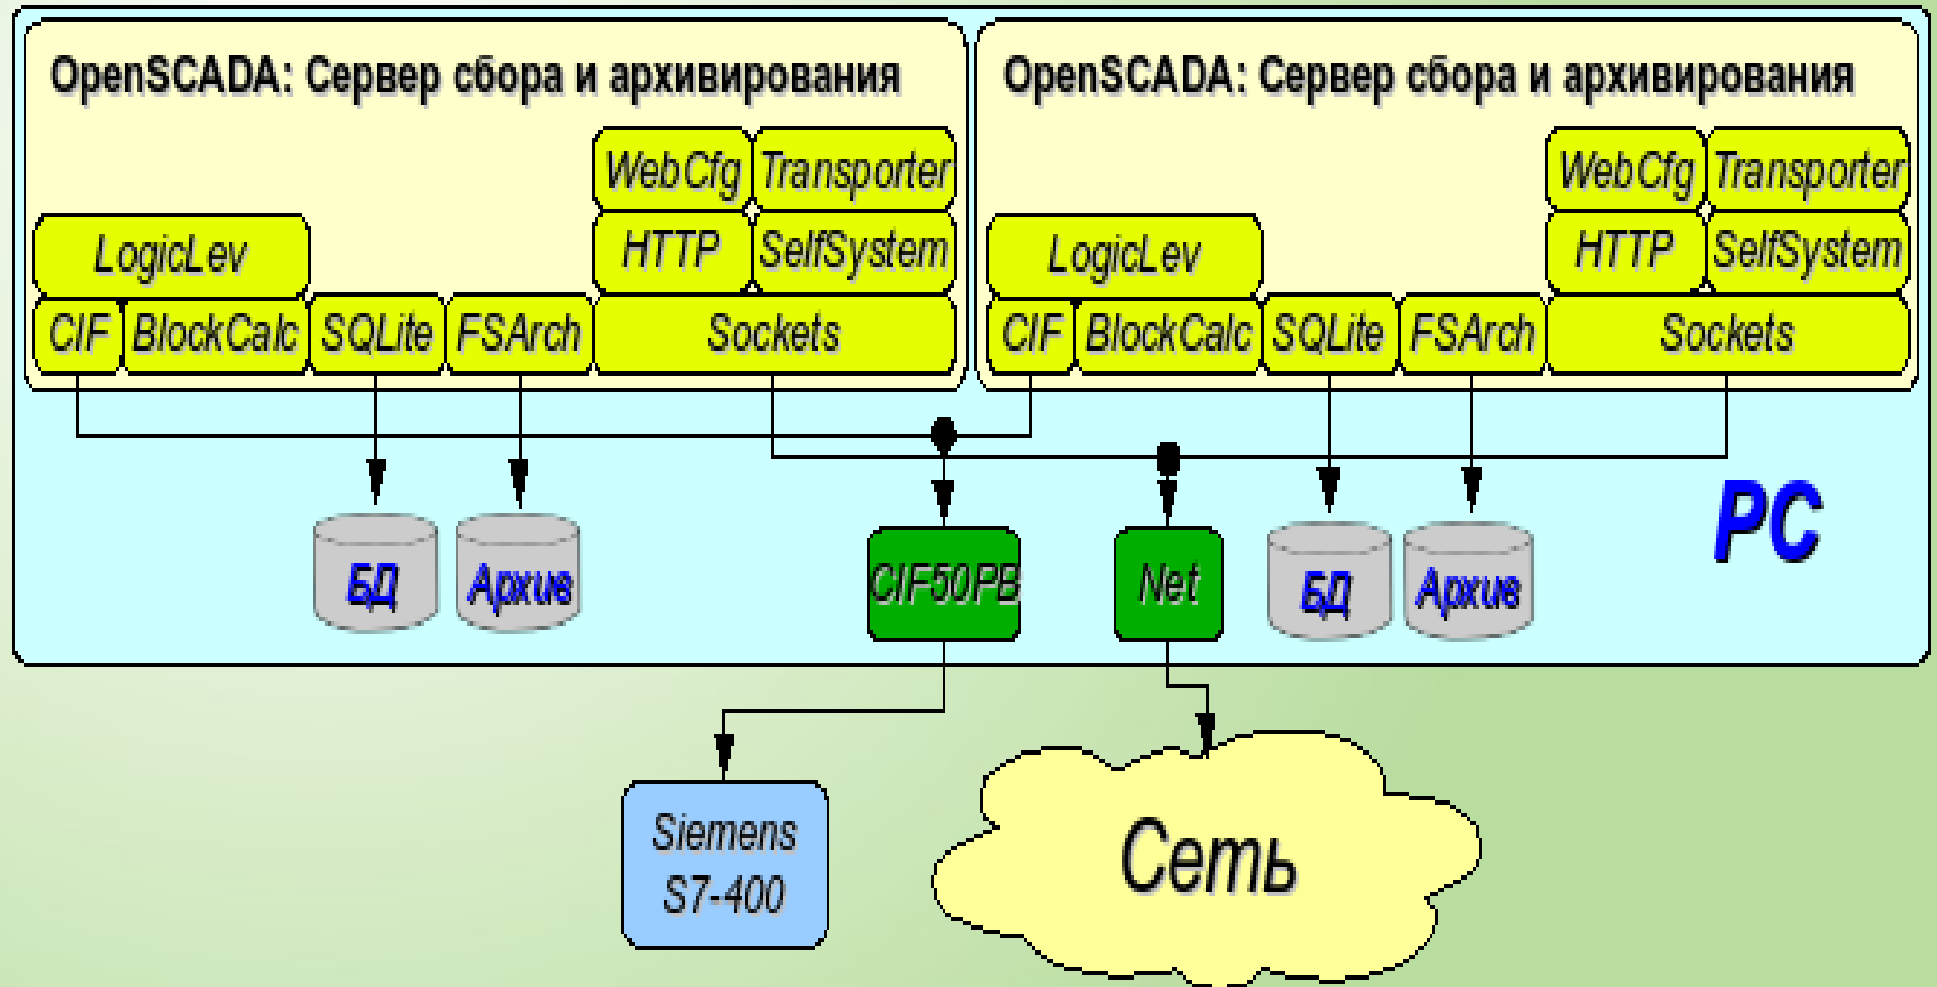 OpenSCADA: Сервер сбора и архивирования
WebCfg Transporter
LogicLev HTTP SelfSystem
CIF BlockCalc SQLite FSArch Sockets
OpenSCADA: Сервер сбора и архивирования
WebCfg Transporter
LogicLev HTTP SelfSystem
CIF BlockCalc SQLite FSArch Sockets
PC
БД Архив CIF50PB Net БД Архив
Siemens
S7-400
Сеть